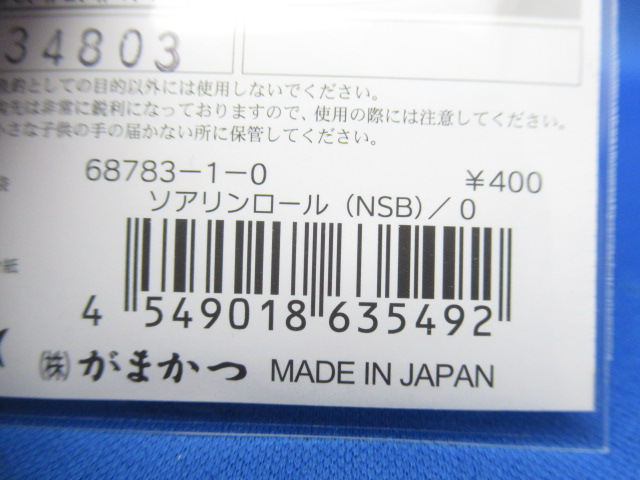 34803
釣としての目的以外には使用しないでください。
先は非常に鋭利になっておりますので、使用の際には注意してください。
小さな子供の手の届かない所に保管してください。
袋
68783-1-0 ¥400
ソアリンロール (NSB)／0
紙
4 549018 635492
㈱ がまかつ MADE IN JAPAN